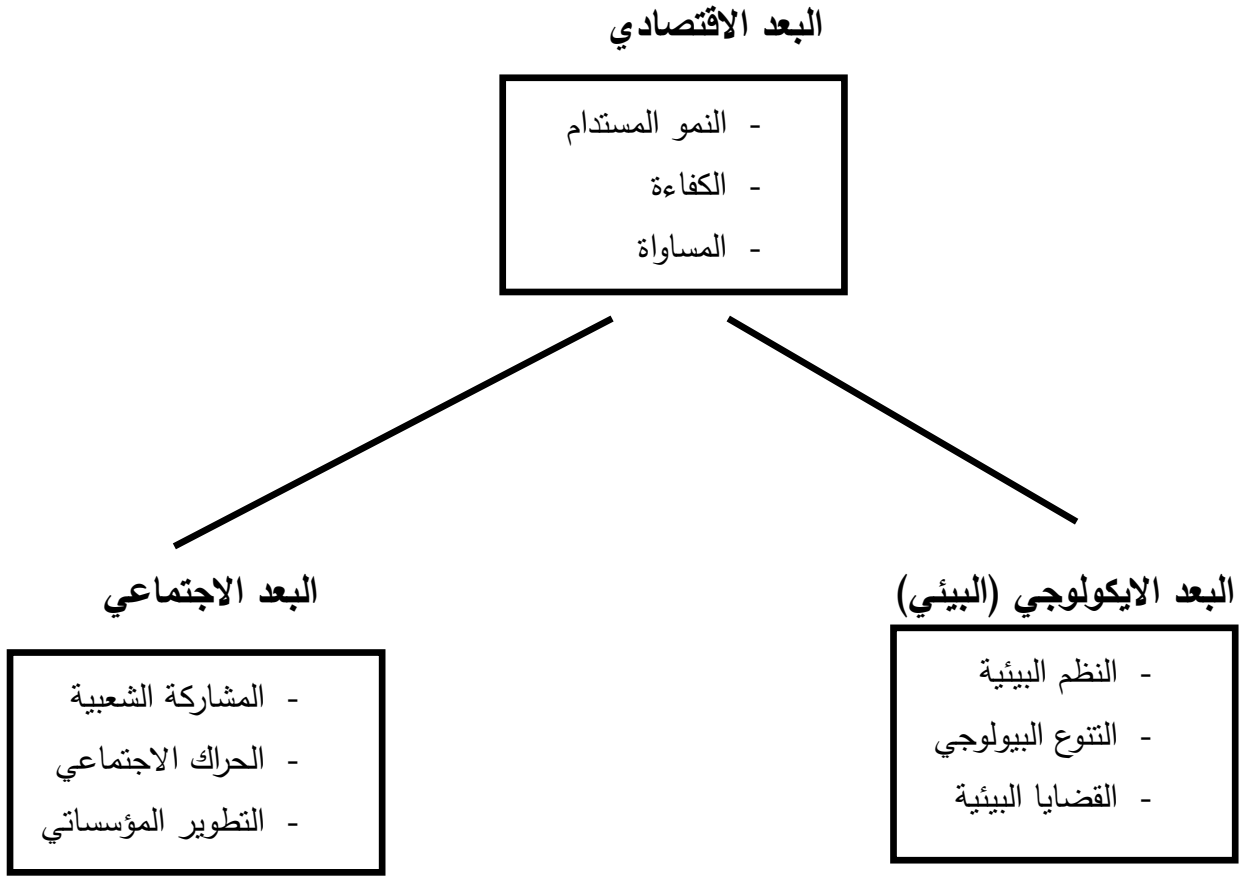 البعد الاقتصادي
- النمو المستدام
- الكفاءة
- المساواة
البعد الايكولوجي (البيئي)
- النظم البيئية
- التنوع البيولوجي
- القضايا البيئية
البعد الاجتماعي
- المشاركة الشعبية
- الحراك الاجتماعي
- التطوير المؤسساتي